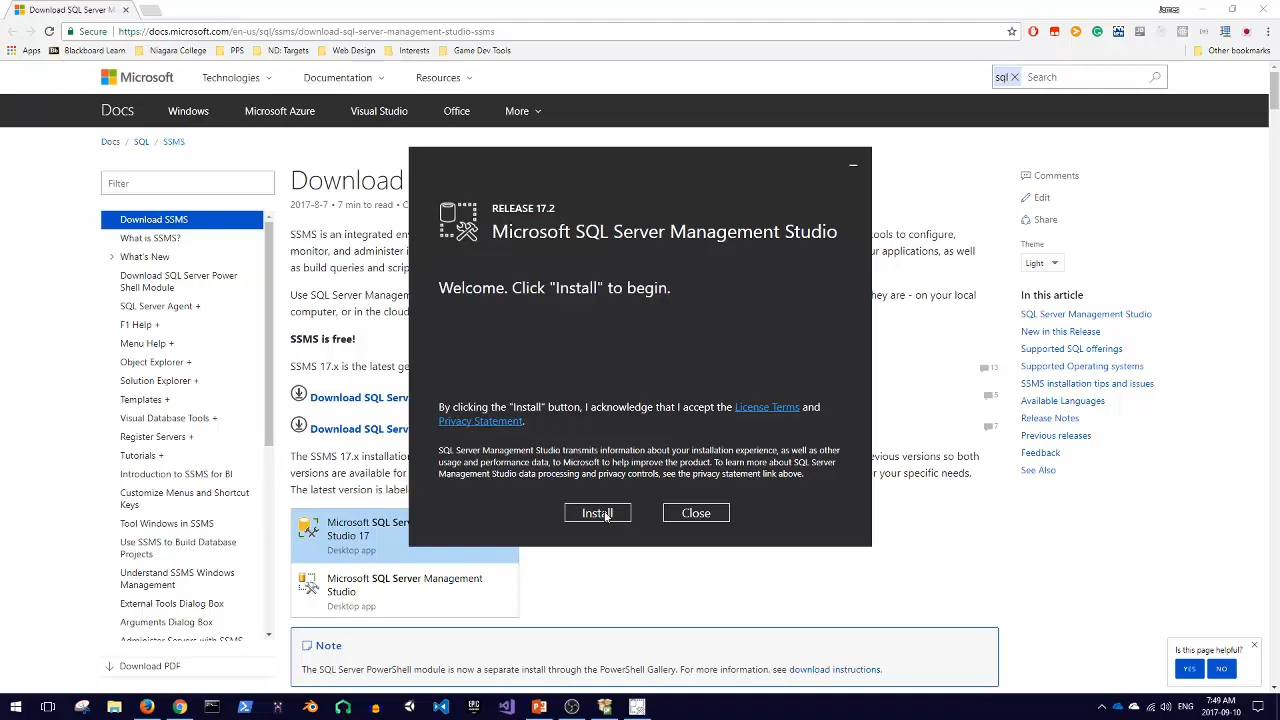 Download SQL Server M
James
Secure
https://docs.microsoft.com/en-us/sql/ssms/download-sql-server-management-studio-ssms
Apps
Blackboard Learn
Niagara College
PPS
ND: Targets
Web Design
Interests
Game Dev Tools
Other bookmarks
Microsoft
Technologies
Documentation
Resources
sql
Search
Docs
Windows
Microsoft Azure
Visual Studio
Office
More
Docs / SQL / SSMS
Filter
Download SSMS
What is SSMS?
What's New
Download SQL Server Power
Shell Module
SQL Server Agent +
F1 Help +
Menu Help +
Object Explorer +
Solution Explorer +
Templates +
Visual Database Tools +
Register Servers +
Tutorials +
Introduction to SSMS for BI
Customize Menus and Shortcut
Keys
Tool Windows in SSMS
Use SSMS to Build Database
Projects
Understand SSMS Windows
Management
External Tools Dialog Box
Arguments Dialog Box
Administer Servers with SSMS
Download PDF
Download
2017-8-7 • 7 min to read • C
SSMS is an integrated env
ools to configure,
monitor, and administer i
ur applications, as well
as build queries and scrip
Use SQL Server Managem
hey are - on your local
computer, or in the cloud
SSMS is free!
SSMS 17.x is the latest ge
13
Download SQL Serv
5
Download SQL Serv
7
The SSMS 17.x installation
evious versions so both
versions are available for
r your specific needs.
The latest version is label
Microsoft SQL Ser
Studio 17
Desktop app
Microsoft SQL Server Management
Studio
Desktop app
Note
The SQL Server PowerShell module is now a separate install through the PowerShell Gallery. For more information, see download instructions.
RELEASE 17.2
Microsoft SQL Server Management Studio
Welcome. Click "Install" to begin.
By clicking the "Install" button, I acknowledge that I accept the License Terms and
Privacy Statement.
SQL Server Management Studio transmits information about your installation experience, as well as other
usage and performance data, to Microsoft to help improve the product. To learn more about SQL Server
Management Studio data processing and privacy controls, see the privacy statement link above.
Install
Close
Comments
Edit
Share
Theme
Light
In this article
SQL Server Management Studio
New in this Release
Supported SQL offerings
Supported Operating systems
SSMS installation tips and issues
Available Languages
Release Notes
Previous releases
Feedback
See Also
Is this page helpful?
YES
NO
7:49 AM
2017-09-10